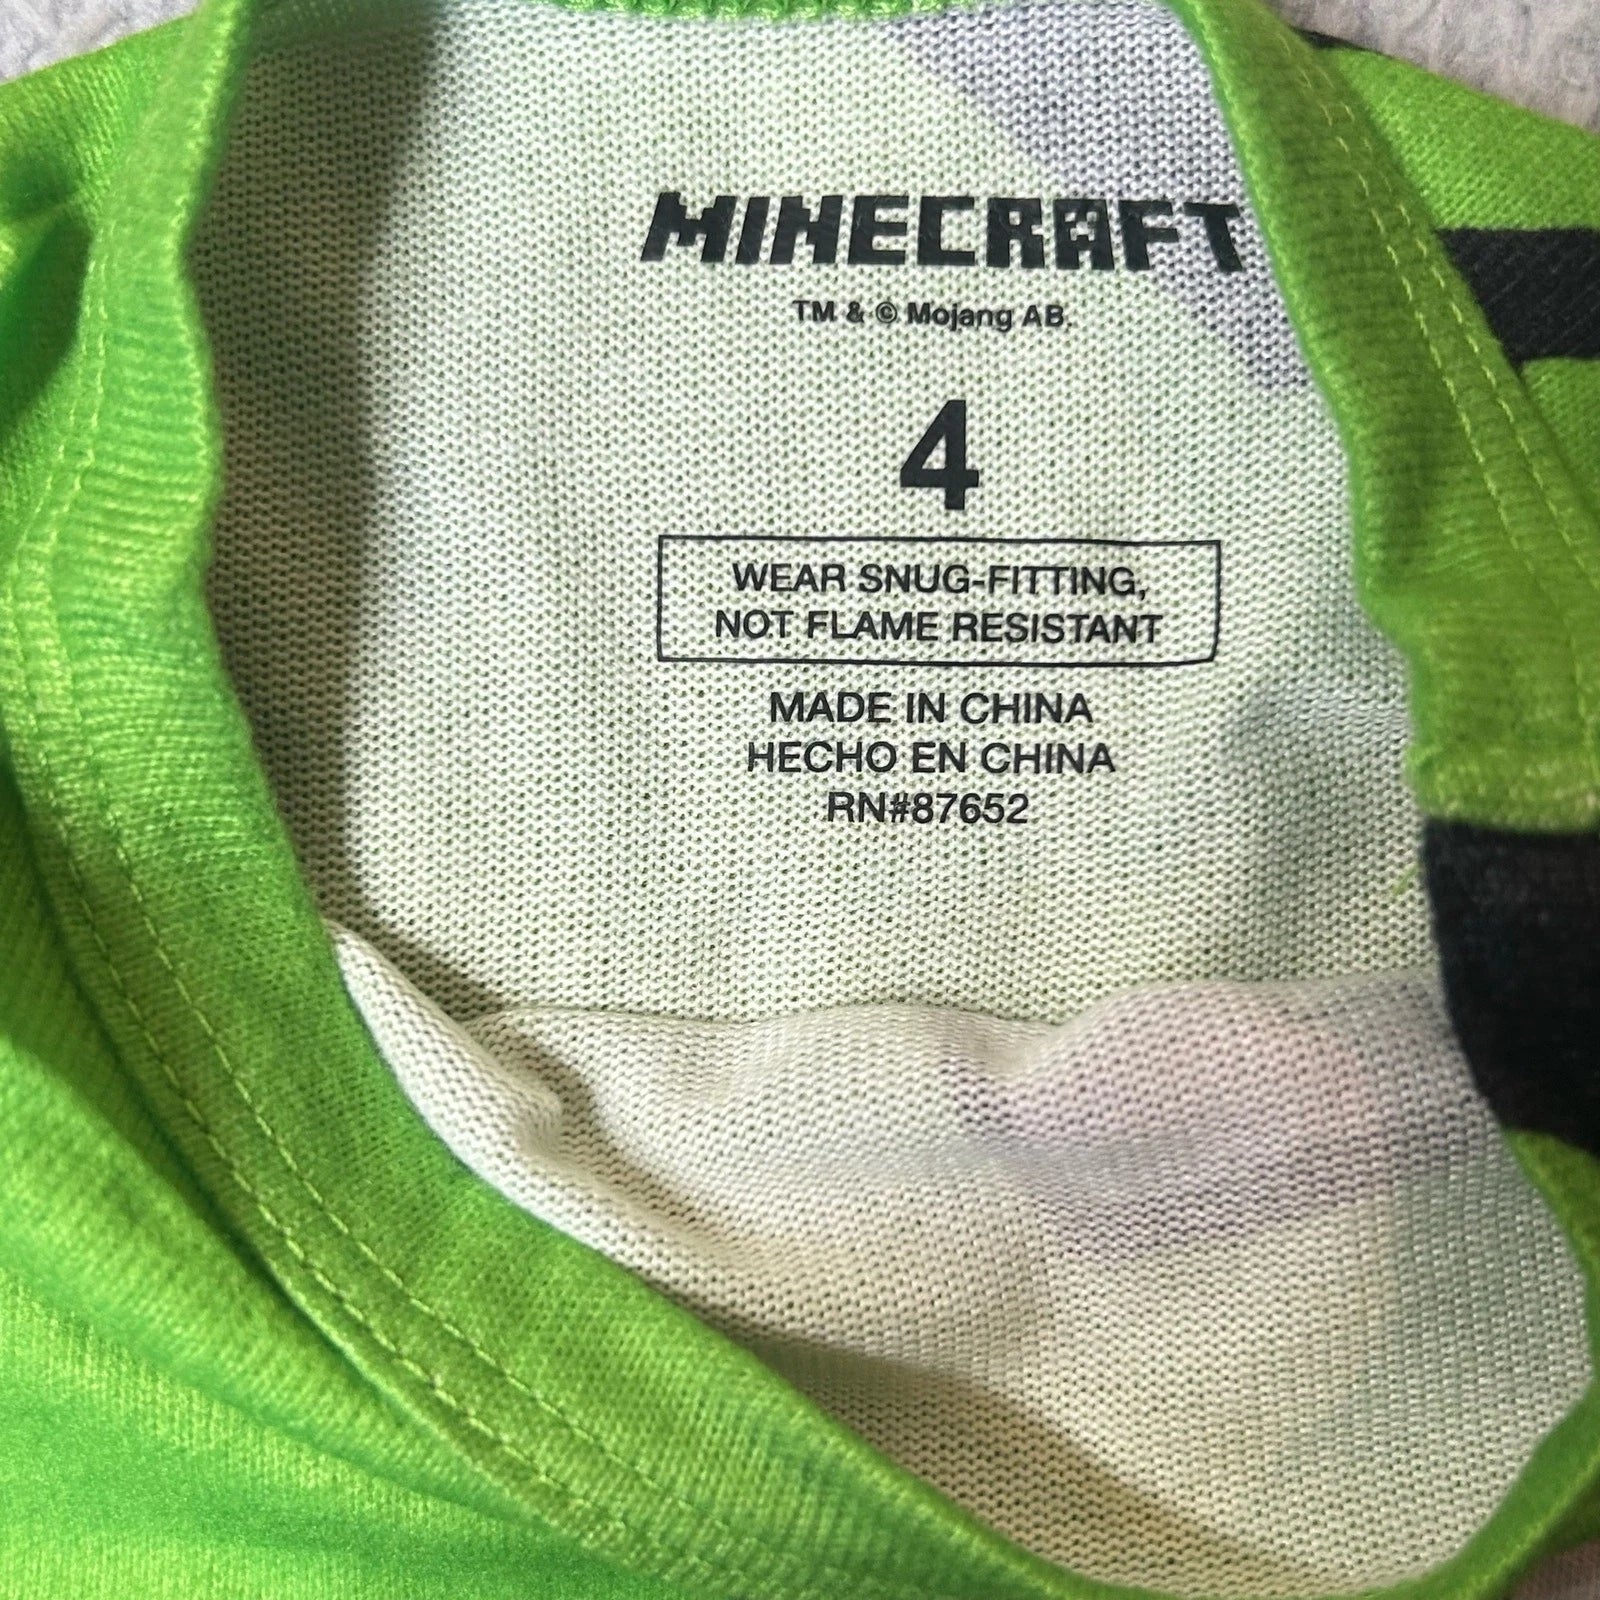 MINECRAFT
TM & © Mojang AB.
4
WEAR SNUG-FITTING,
NOT FLAME RESISTANT
MADE IN CHINA
HECHO EN CHINA
RN#87652